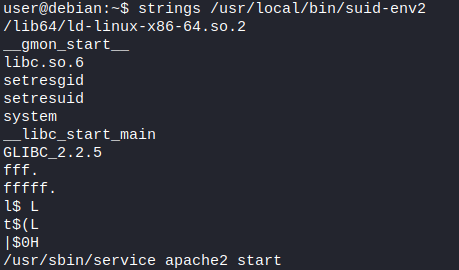 user@debian:~$ strings /usr/local/bin/suid-env2
/lib64/ld-linux-x86-64.so.2
__gmon_start__
libc.so.6
setresgid
setresuid
system
__libc_start_main
GLIBC_2.2.5
fff.
fffff.
l$ L
t$(L
|$0H
/usr/sbin/service apache2 start